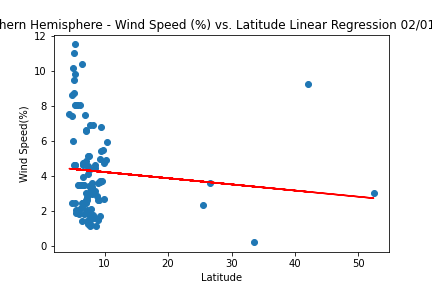 hern Hemisphere - Wind Speed (%) vs. Latitude Linear Regression 02/01
12
10
8
6
4
2
0
Wind Speed(%)
10 20 30 40 50
Latitude